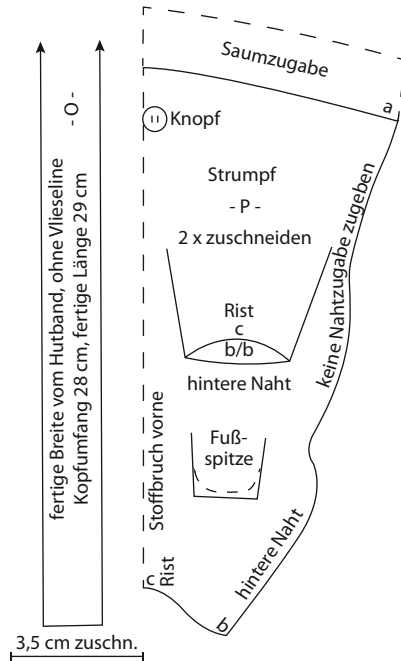 Saumzugabe
a
- O -
fertige Breite vom Hutband, ohne Vlieseline
Kopfumfang 28 cm, fertige Länge 29 cm
Knopf
Strumpf
- P -
2 x zuschneiden
keine Nahtzugabe zugeben
Rist
c
b/b
hintere Naht
Fuß-
spitze
Stoffbruch vorne
c Rist
hintere Naht
b
3,5 cm zuschn.